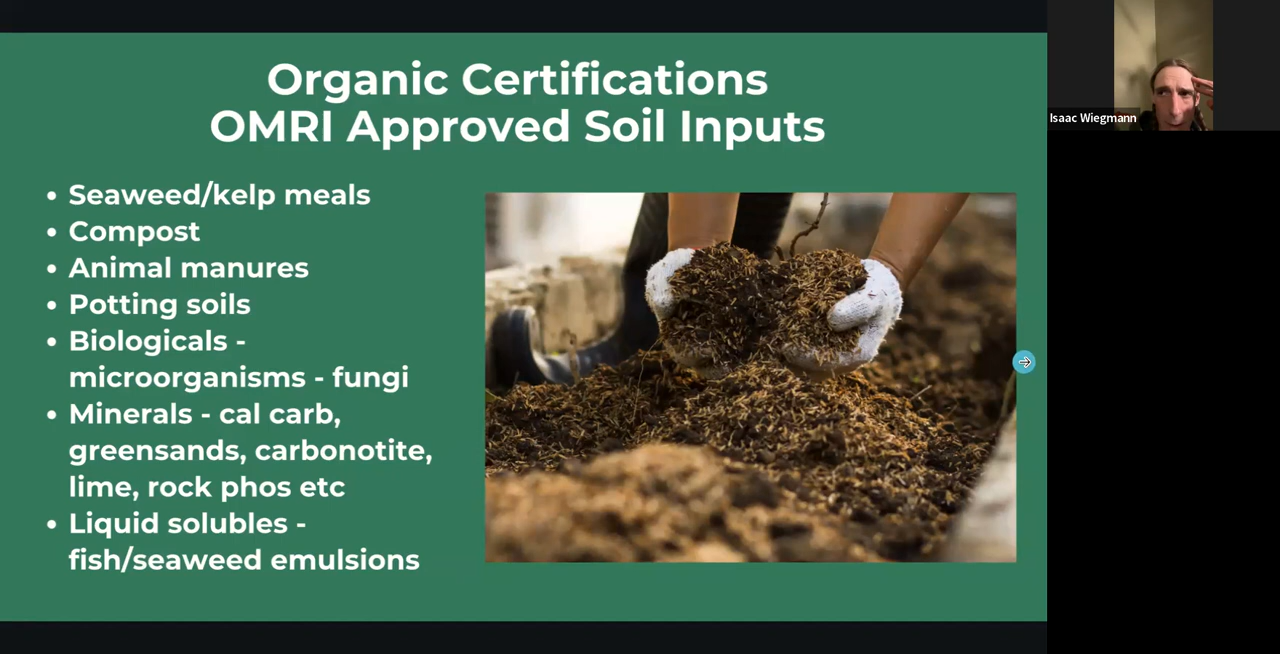 Organic Certifications
OMRI Approved Soil Inputs
• Seaweed/kelp meals
• Compost
• Animal manures
• Potting soils
• Biologicals -
microorganisms - fungi
• Minerals - cal carb,
greensands, carbonotite,
lime, rock phos etc
• Liquid solubles -
fish/seaweed emulsions
Isaac Wiegmann